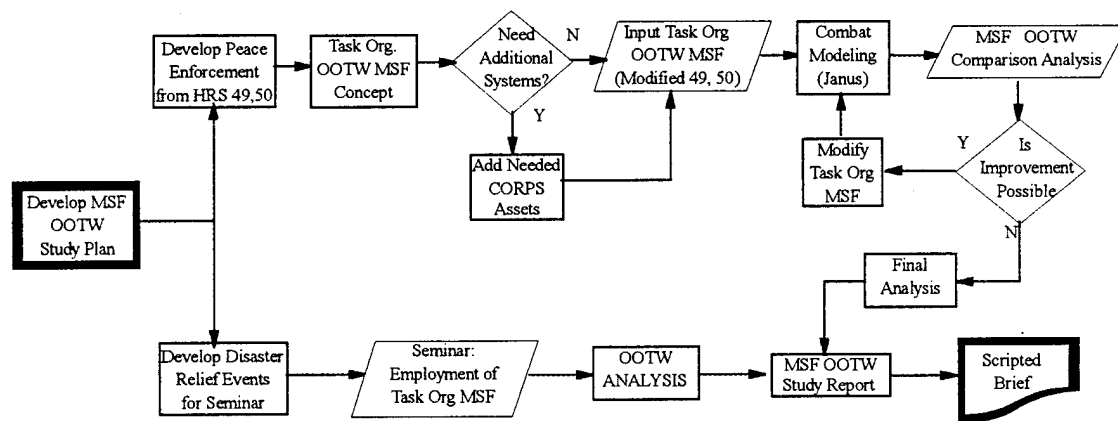 Develop Peace
Enforcement
from HRS 49,50
Task Org.
OOTW MSF
Concept
Need
Additional
Systems?
N
Y
Input Task Org
OOTW MSF
(Modified 49, 50)
Combat
Modeling
(Janus)
MSF OOTW
Comparison Analysis
Add Needed
CORPS
Assets
Modify
Task Org
MSF
Y
Is
Improvement
Possible
N
Develop MSF
OOTW
Study Plan
Final
Analysis
Develop Disaster
Relief Events
for Seminar
Seminar:
Employment of
Task Org MSF
OOTW
ANALYSIS
MSF OOTW
Study Report
Scripted
Brief